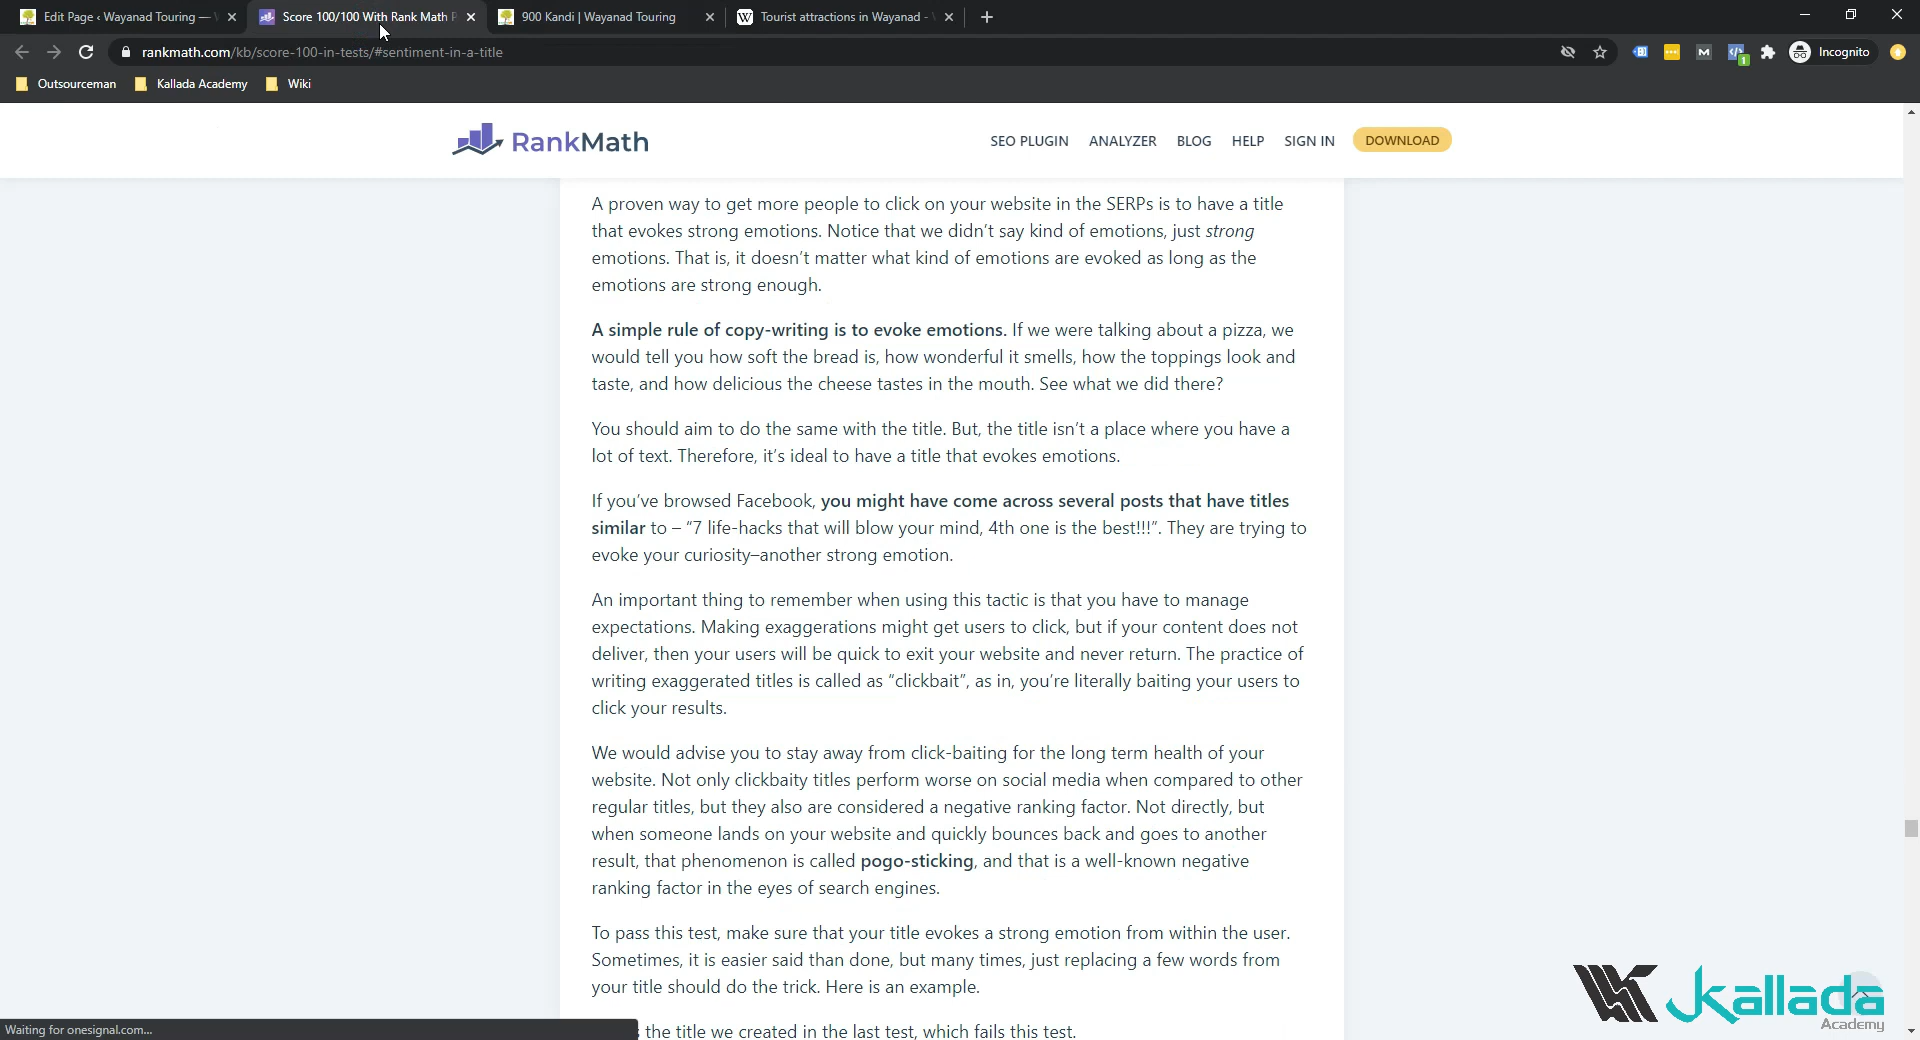 Edit Page ‹ Wayanad Touring —
Score 100/100 With Rank Math P
900 Kandi | Wayanad Touring
Tourist attractions in Wayanad -
rankmath.com/kb/score-100-in-tests/#sentiment-in-a-title
1
Incognito
Outsourceman
Kallada Academy
Wiki
RankMath
SEO PLUGIN
ANALYZER
BLOG
HELP
SIGN IN
DOWNLOAD
A proven way to get more people to click on your website in the SERPs is to have a title
that evokes strong emotions. Notice that we didn't say kind of emotions, just strong
emotions. That is, it doesn't matter what kind of emotions are evoked as long as the
emotions are strong enough.
A simple rule of copy-writing is to evoke emotions. If we were talking about a pizza, we
would tell you how soft the bread is, how wonderful it smells, how the toppings look and
taste, and how delicious the cheese tastes in the mouth. See what we did there?
You should aim to do the same with the title. But, the title isn't a place where you have a
lot of text. Therefore, it's ideal to have a title that evokes emotions.
If you've browsed Facebook, you might have come across several posts that have titles
similar to – “7 life-hacks that will blow your mind, 4th one is the best!!!”. They are trying to
evoke your curiosity–another strong emotion.
An important thing to remember when using this tactic is that you have to manage
expectations. Making exaggerations might get users to click, but if your content does not
deliver, then your users will be quick to exit your website and never return. The practice of
writing exaggerated titles is called as “clickbait”, as in, you're literally baiting your users to
click your results.
We would advise you to stay away from click-baiting for the long term health of your
website. Not only clickbaity titles perform worse on social media when compared to other
regular titles, but they also are considered a negative ranking factor. Not directly, but
when someone lands on your website and quickly bounces back and goes to another
result, that phenomenon is called pogo-sticking, and that is a well-known negative
ranking factor in the eyes of search engines.
To pass this test, make sure that your title evokes a strong emotion from within the user.
Sometimes, it is easier said than done, but many times, just replacing a few words from
your title should do the trick. Here is an example.
the title we created in the last test, which fails this test.
Waiting for onesignal.com...
Kallada
Academy